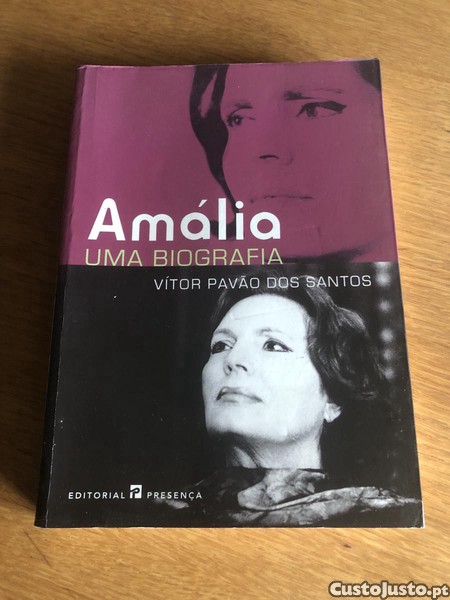 Amália
UMA BIOGRAFIA
VÍTOR PAVÃO DOS SANTOS
EDITORIAL PRESENÇA
CustoJusto.pt